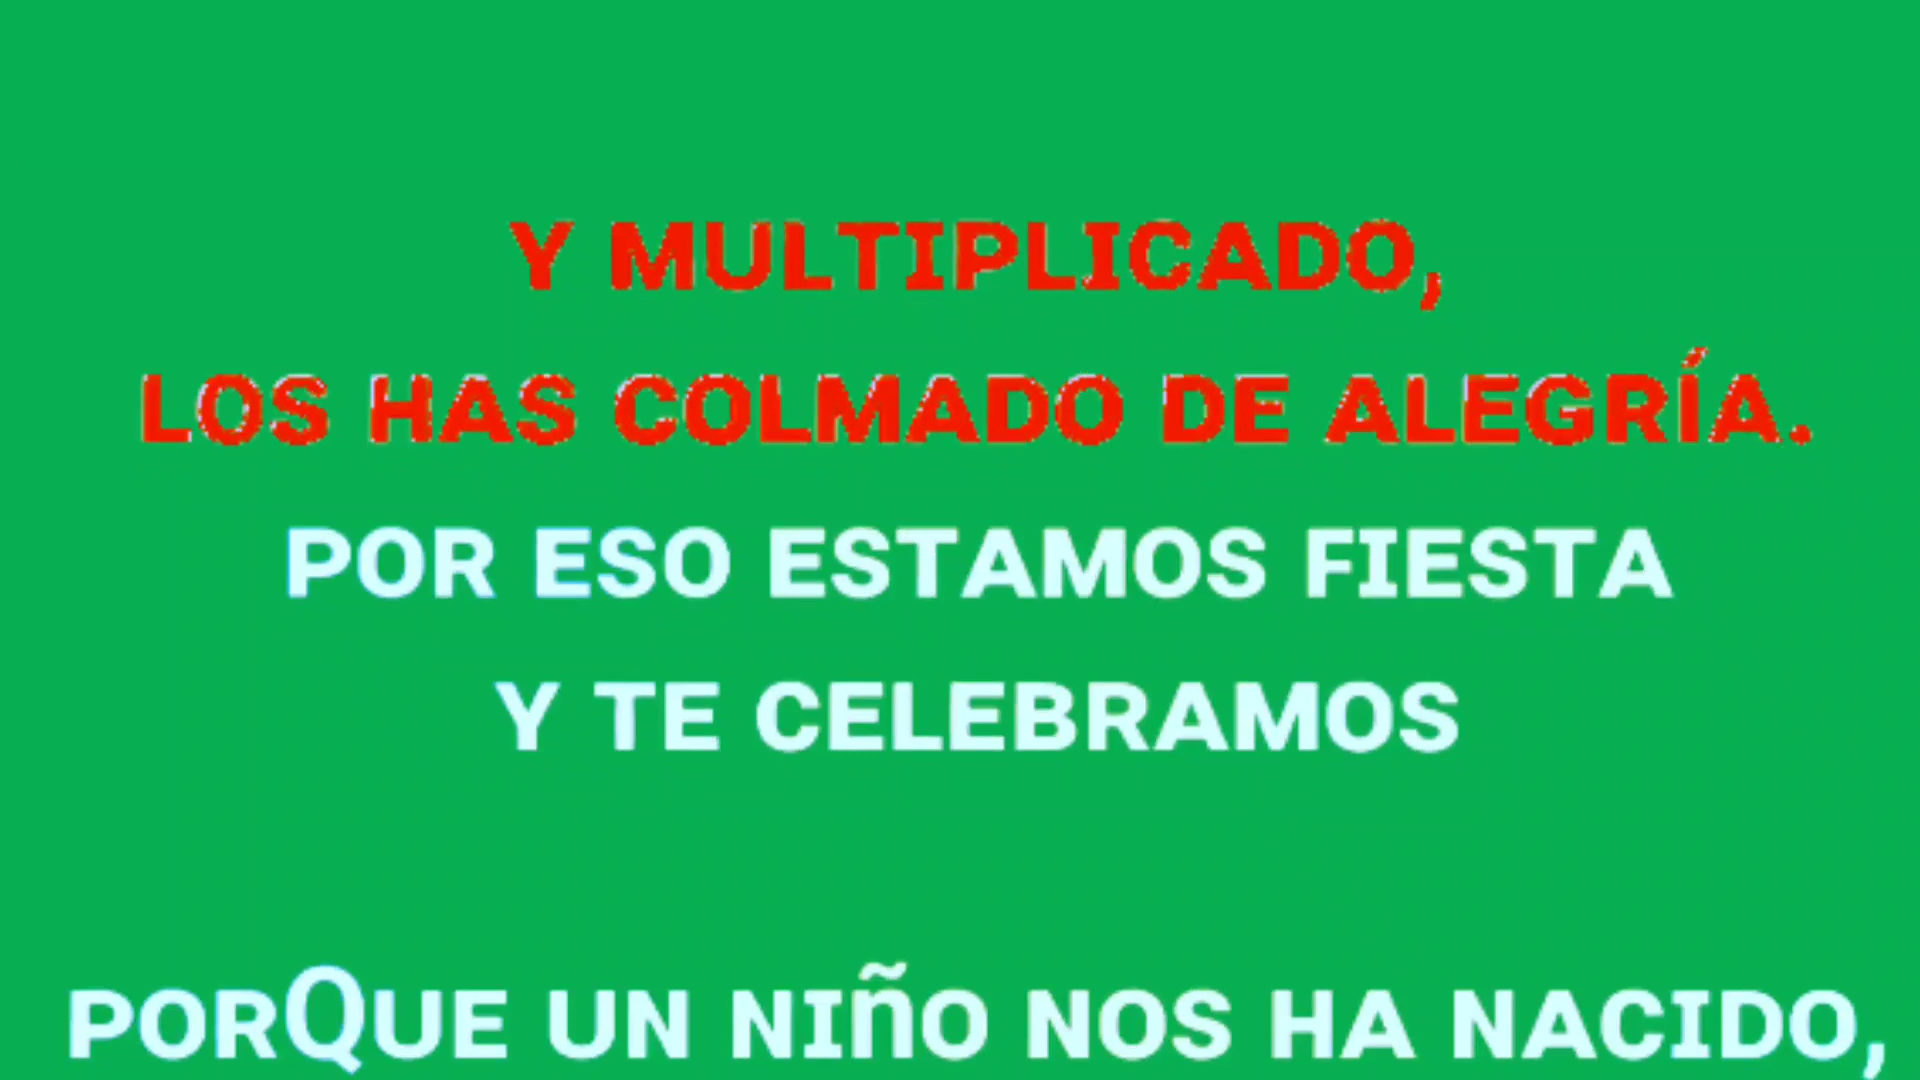 Y MULTIPLICADO,
LOS HAS COLMADO DE ALEGRÍA.
POR ESO ESTAMOS FIESTA
Y TE CELEBRAMOS
PORQUE UN NIñO NOS HA NACIDO,